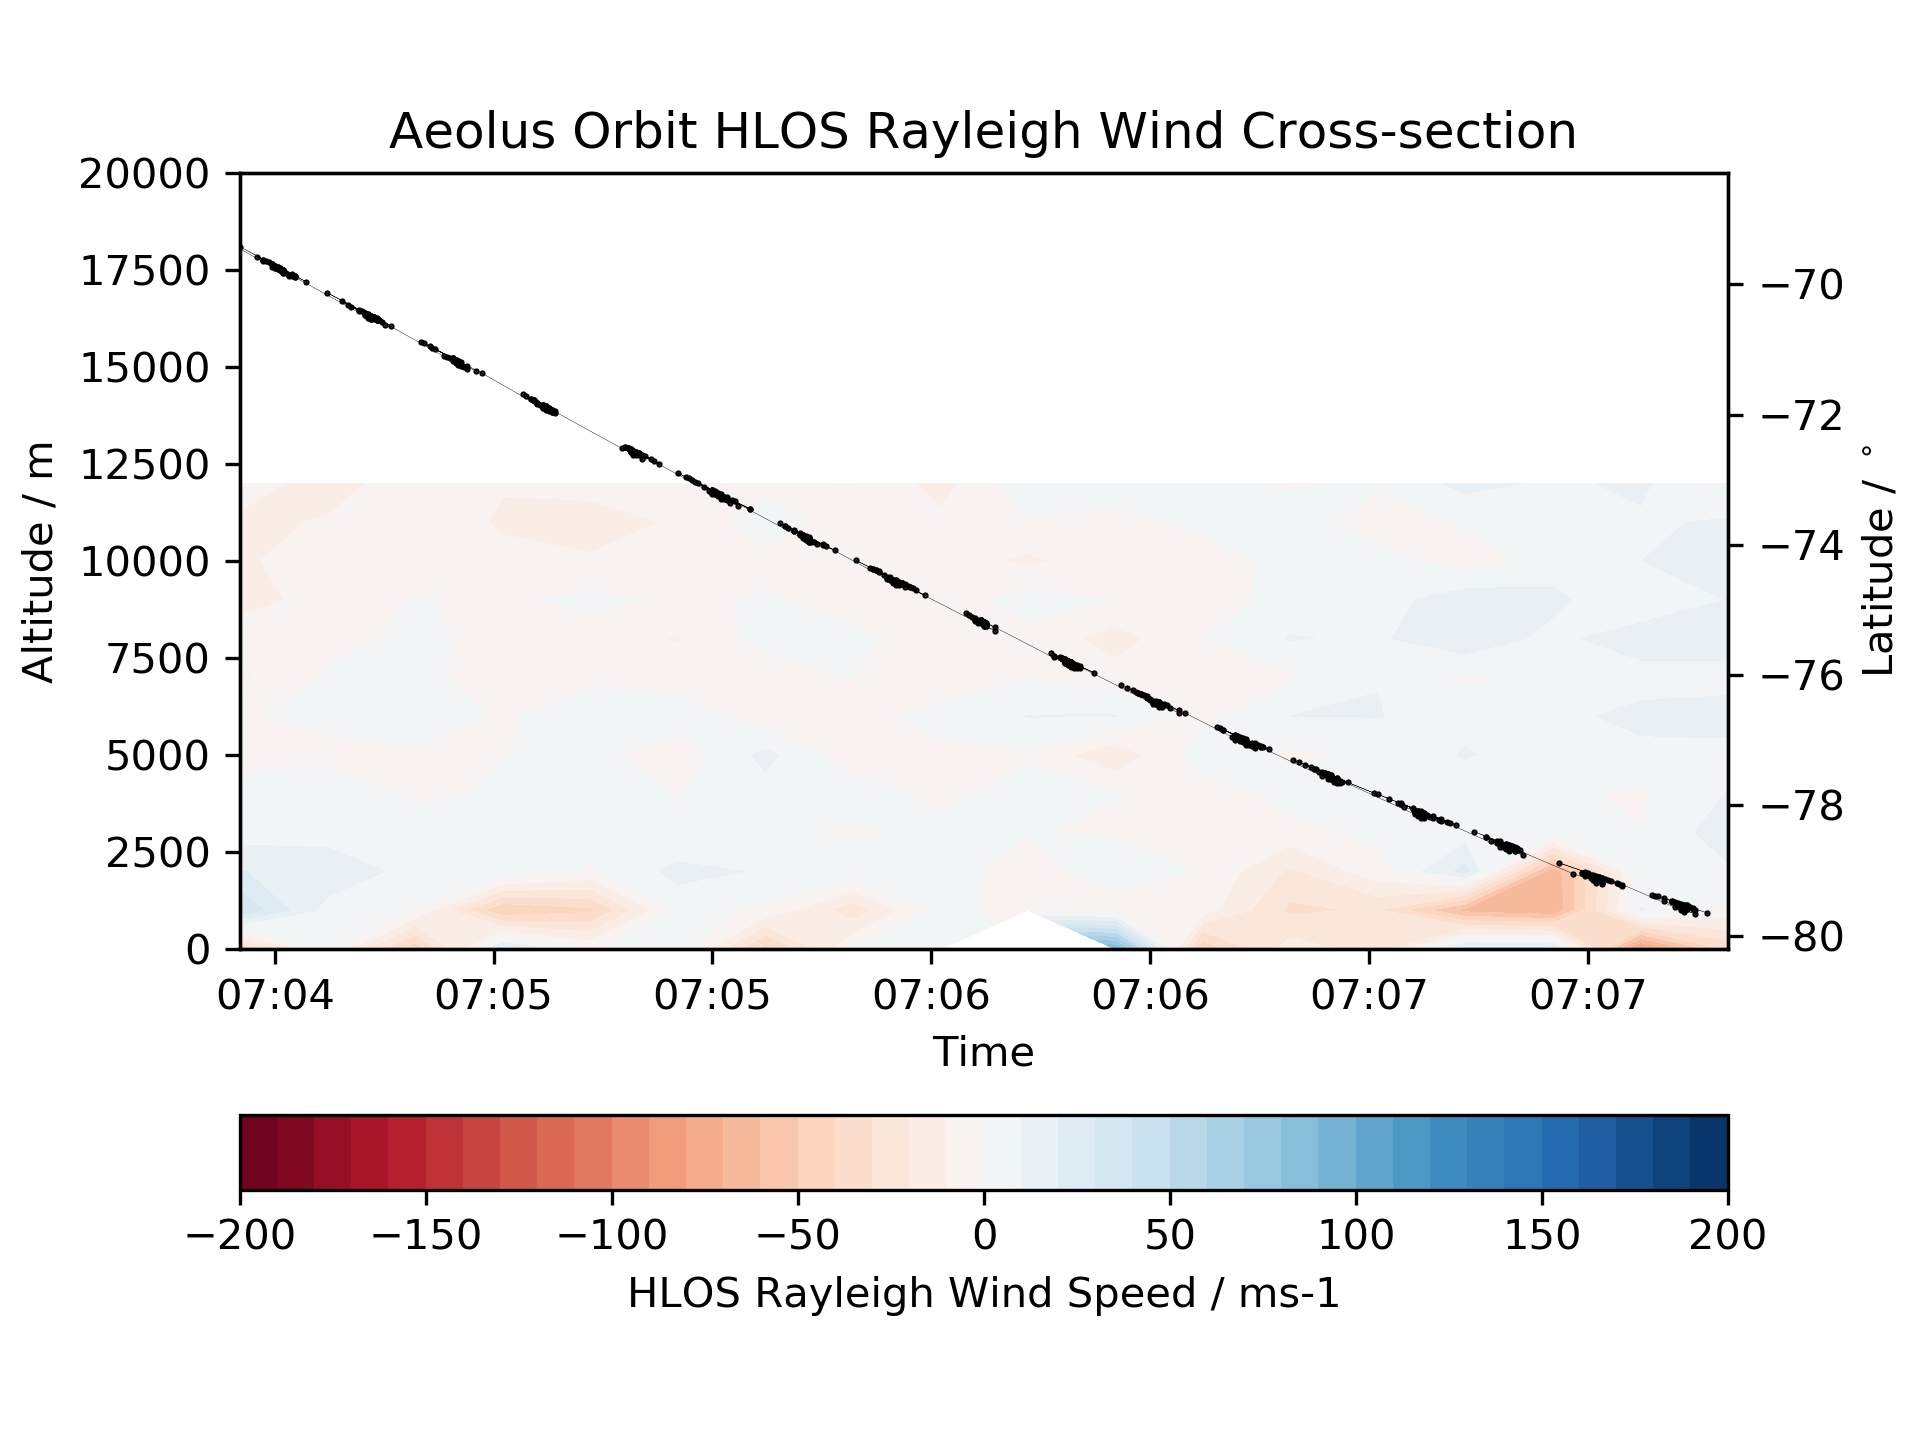 Aeolus Orbit HLOS Rayleigh Wind Cross-section
20000
17500
15000
12500
10000
7500
5000
2500
0
Altitude / m
−70
−72
−74
−76
−78
−80
Latitude / °
07:04 07:05 07:05 07:06 07:06 07:07 07:07
Time
−200 −150 −100 −50 0 50 100 150 200
HLOS Rayleigh Wind Speed / ms-1